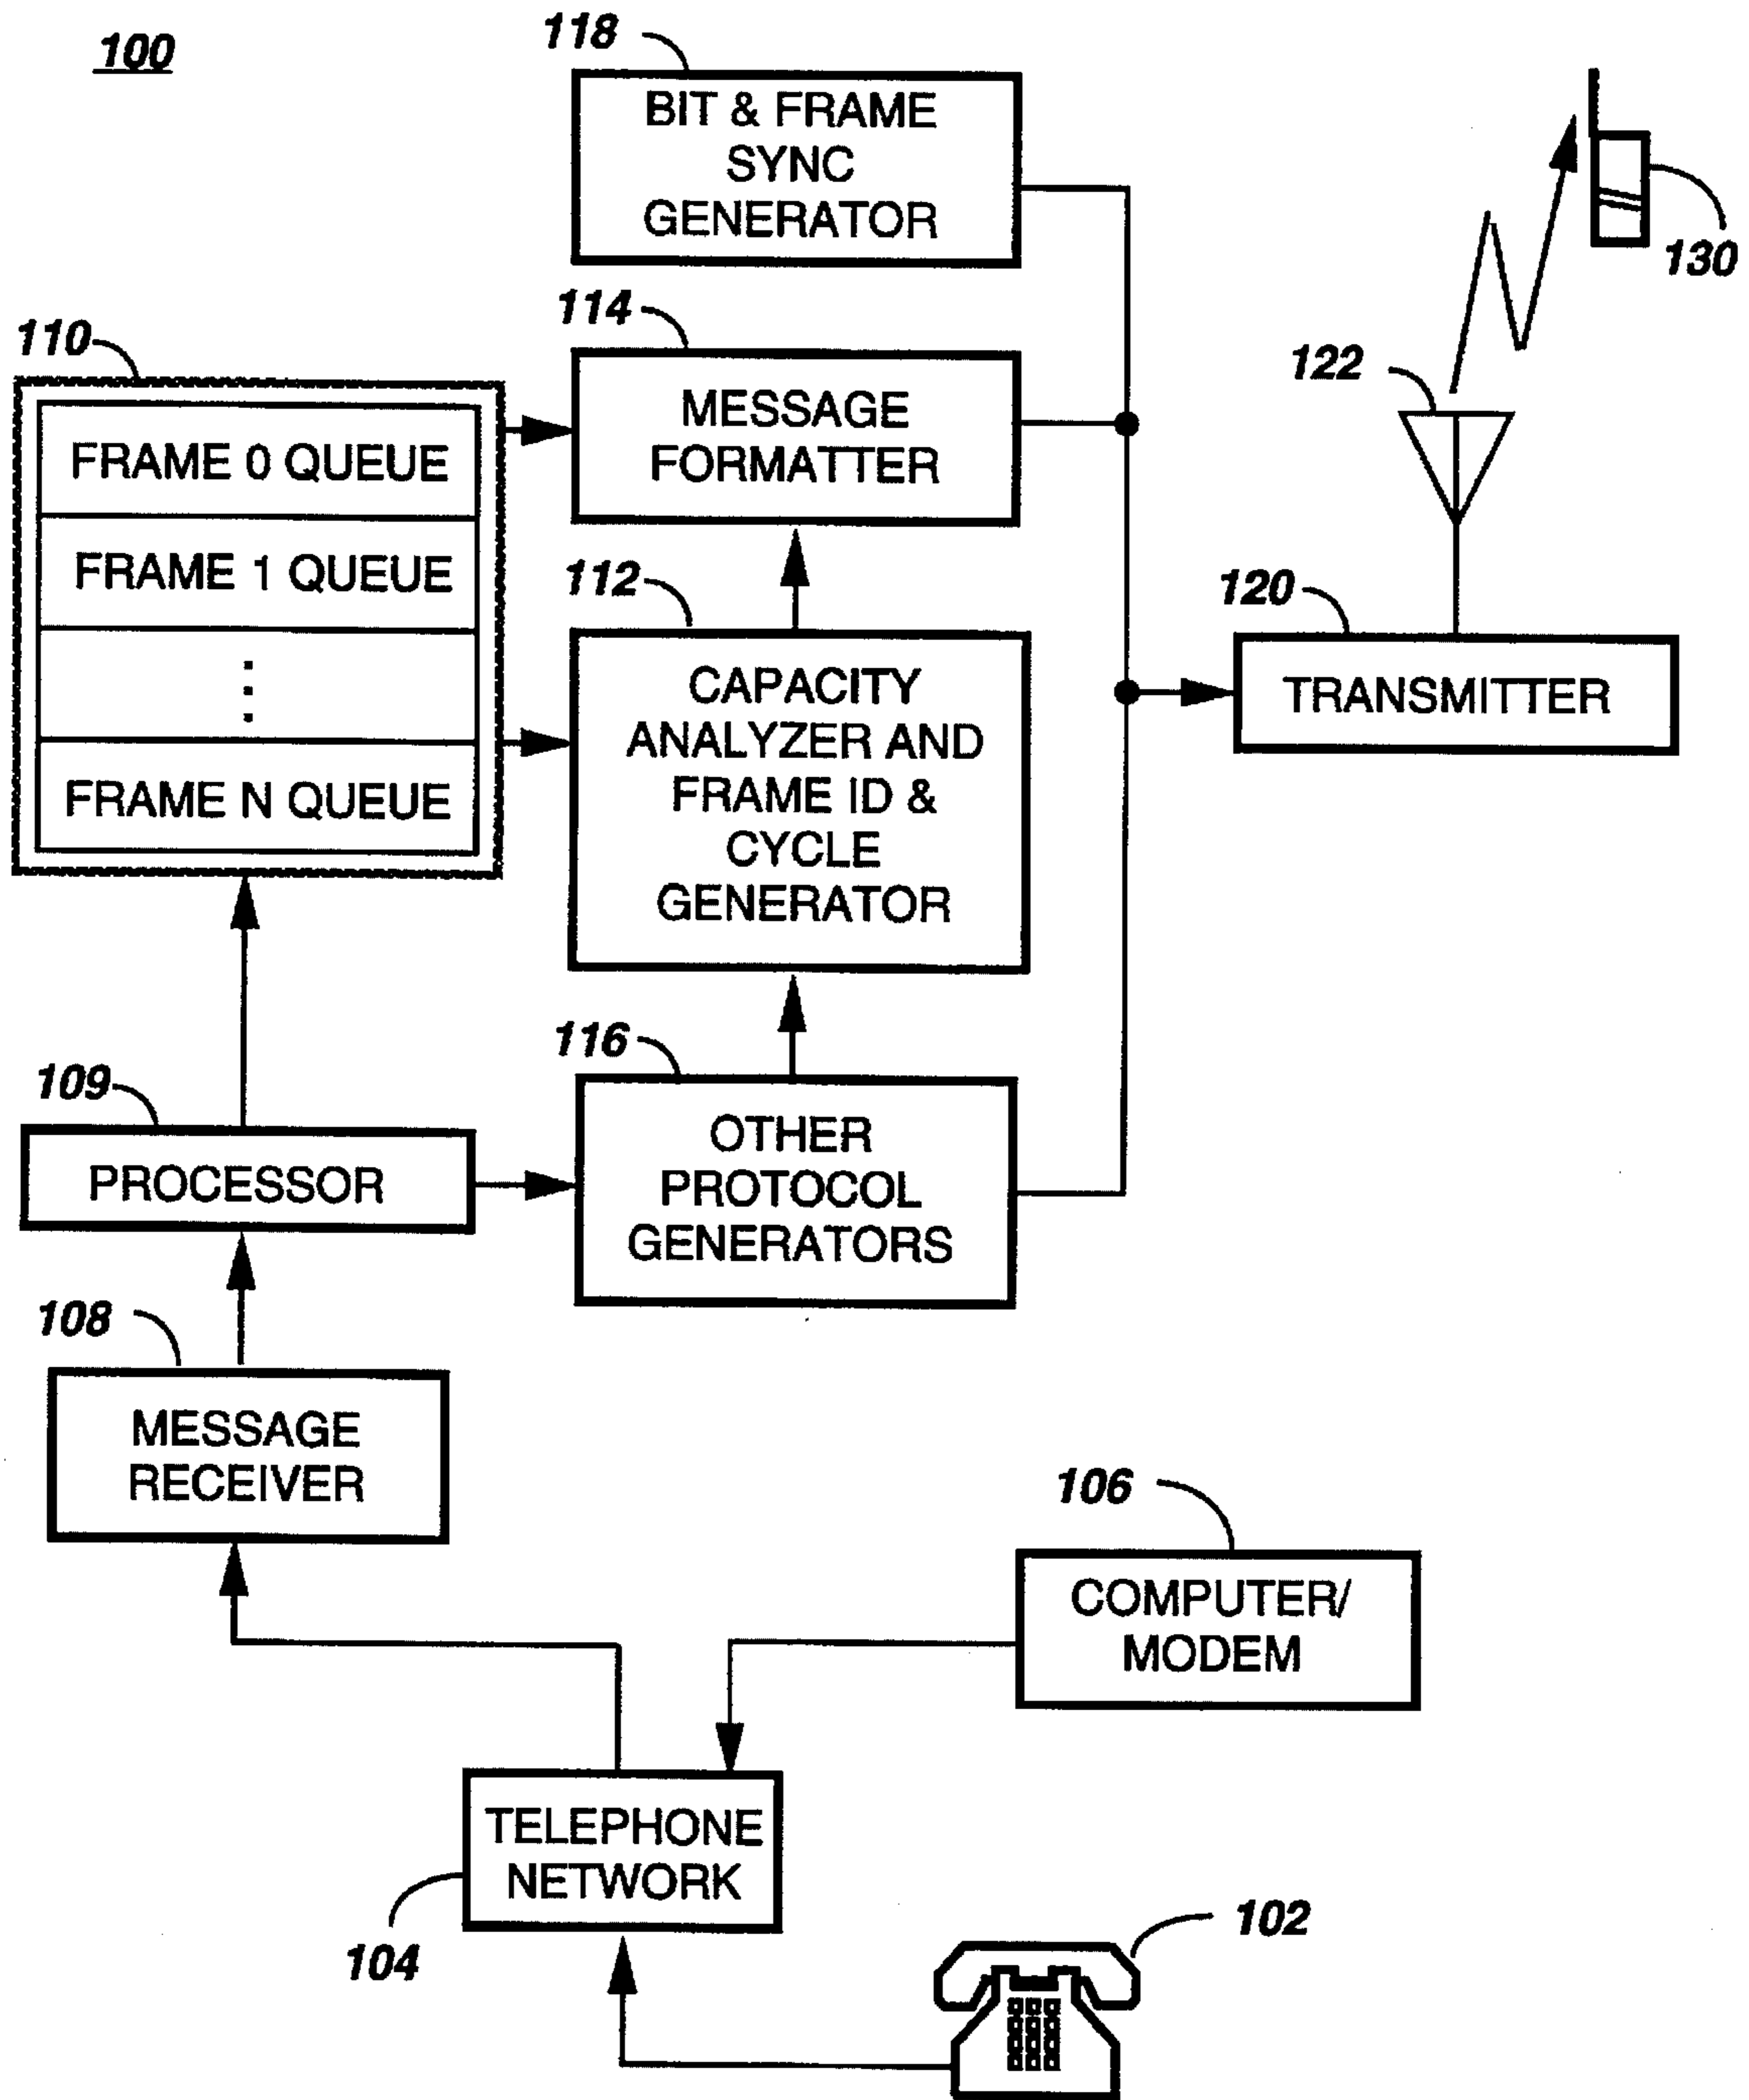 100
118
BIT & FRAME
SYNC
GENERATOR
130
114
MESSAGE
FORMATTER
110
FRAME 0 QUEUE
FRAME 1 QUEUE
⋮
FRAME N QUEUE
122
112
CAPACITY
ANALYZER AND
FRAME ID &
CYCLE
GENERATOR
120
TRANSMITTER
116
OTHER
PROTOCOL
GENERATORS
109
PROCESSOR
108
MESSAGE
RECEIVER
106
COMPUTER/
MODEM
TELEPHONE
NETWORK
104
102